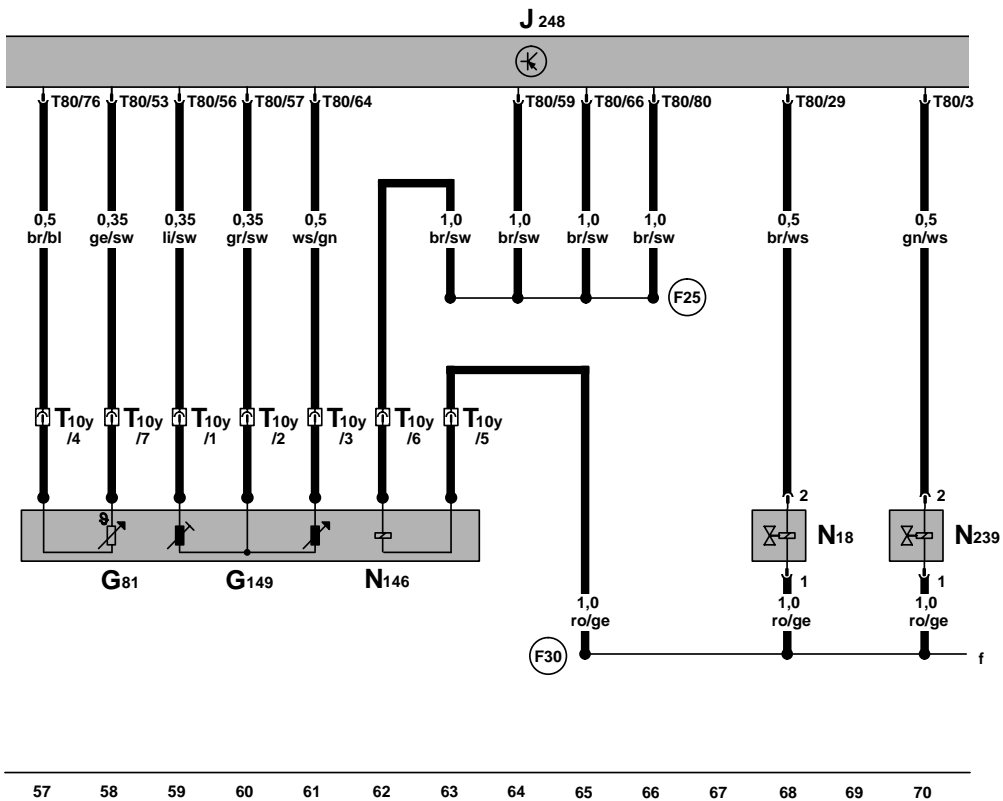 J 248
T80/76 T80/53 T80/56 T80/57 T80/64 T80/59 T80/66 T80/80 T80/29 T80/3
0,5 0,35 0,35 0,35 0,5 1,0 1,0 1,0 1,0 0,5 0,5
br/bl ge/sw li/sw gr/sw ws/gn br/sw br/sw br/sw br/sw br/ws gn/ws
F25
T10y T10y T10y T10y T10y T10y T10y
/4 /7 /1 /2 /3 /6 /5
2 2
ϑ
N18 N239
G81 G149 N146
1 1
1,0 1,0 1,0
ro/ge ro/ge ro/ge
F30 f
57 58 59 60 61 62 63 64 65 66 67 68 69 70